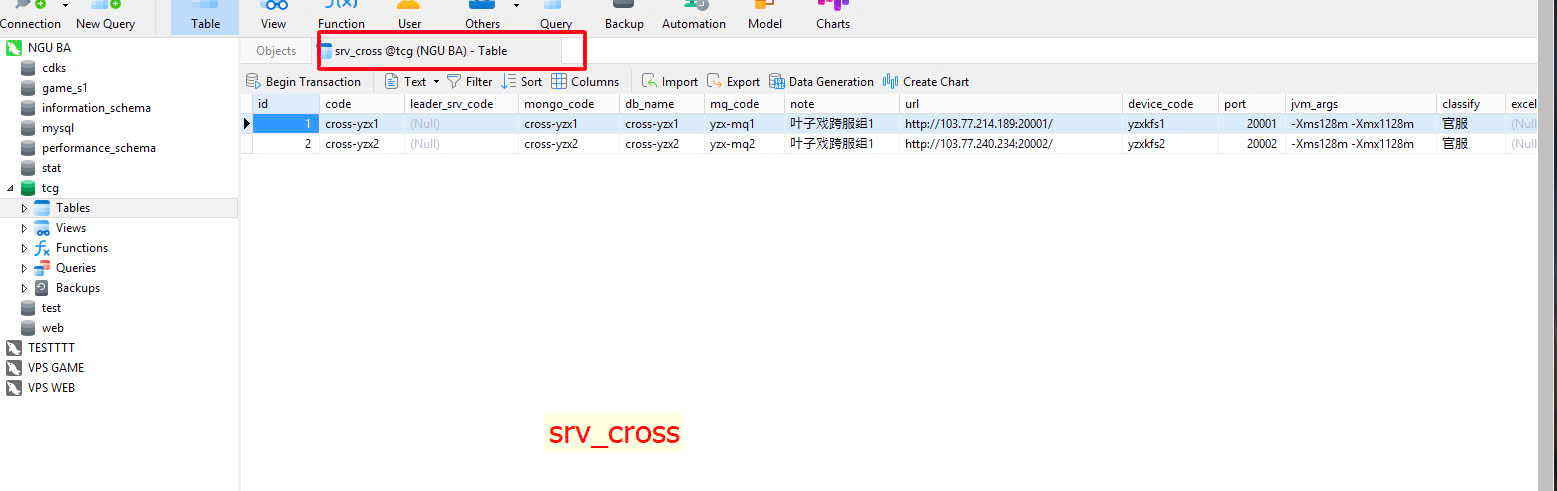 Connection New Query Table View Function User Others Query Backup Automation Model Charts
NGU BA
cdks
game_s1
information_schema
mysql
performance_schema
stat
tcg
Tables
Views
Functions
Queries
Backups
test
web
TESTTTT
VPS GAME
VPS WEB
Objects srv_cross @tcg (NGU BA) - Table
Begin Transaction Text Filter Sort Columns Import Export Data Generation Create Chart
id code leader_srv_code mongo_code db_name mq_code note url device_code port jvm_args classify excel
1 cross-yzx1 (Null) cross-yzx1 cross-yzx1 yzx-mq1 叶子戏跨服组1 http://103.77.214.189:20001/ yzxkfs1 20001 -Xms128m -Xmx1128m 官服 (Null
2 cross-yzx2 (Null) cross-yzx2 cross-yzx2 yzx-mq2 叶子戏跨服组1 http://103.77.240.234:20002/ yzxkfs2 20002 -Xms128m -Xmx1128m 官服 (Null
srv_cross